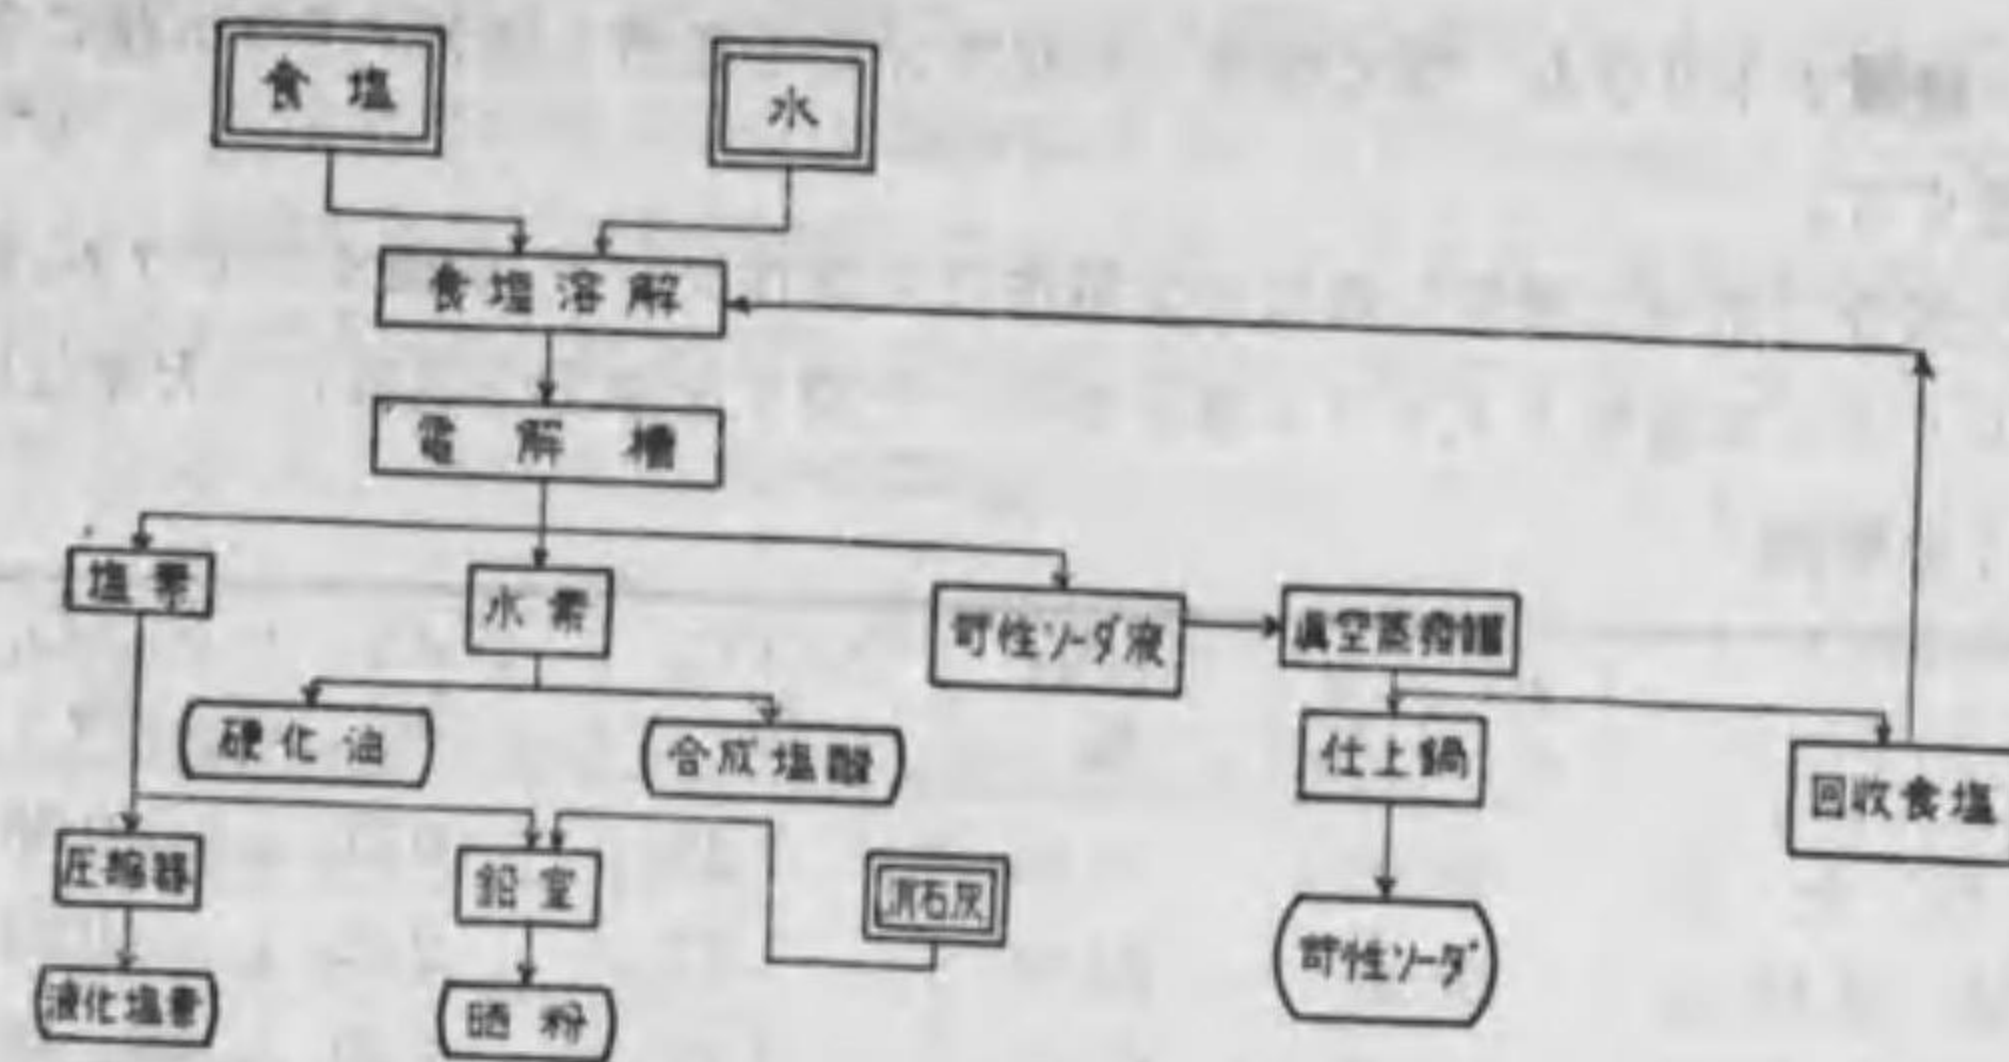 食塩
水
食塩溶解
電解槽
塩素
水素
苛性ソーダ液
真空蒸発罐
硬化油
合成塩酸
仕上鍋
回收食塩
圧縮器
鉛室
消石灰
苛性ソーダ
液化塩素
晒粉